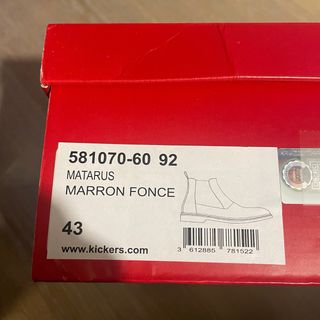 581070-60 92
MATARUS
MARRON FONCE
43
www.kickers.com
3 612885 781522